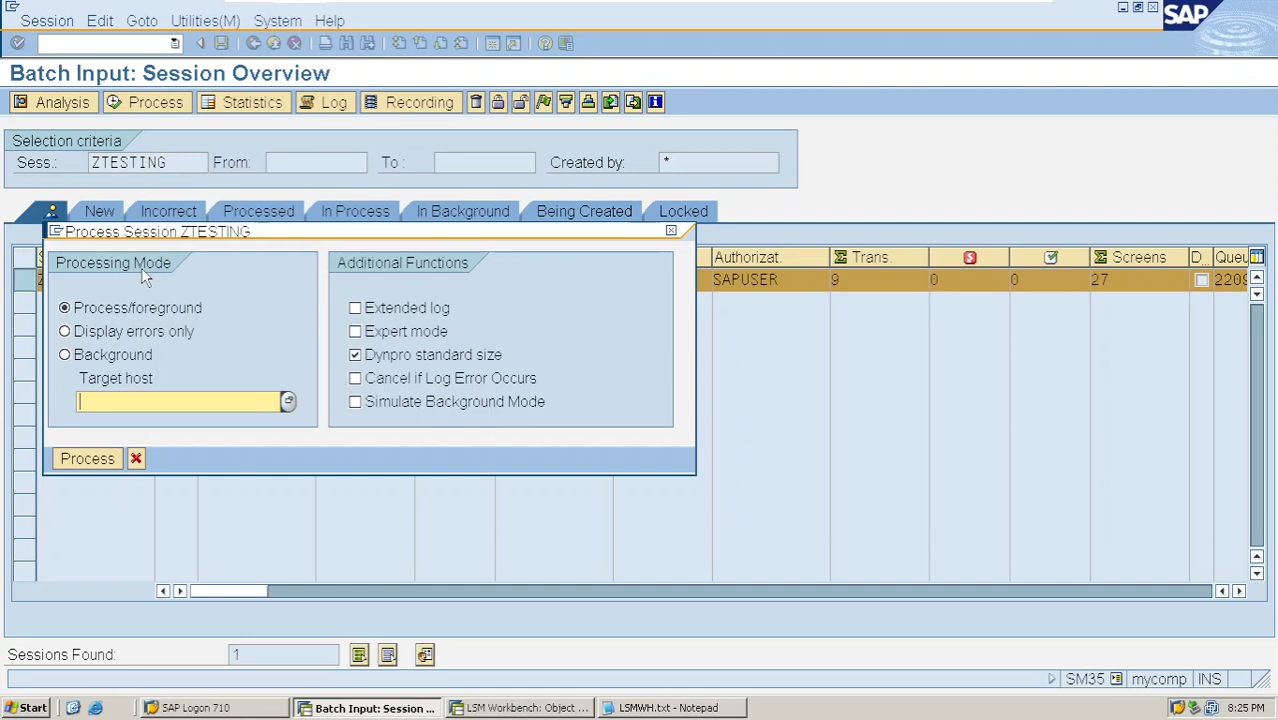 Session Edit Goto Utilities(M) System Help
SAP
Batch Input: Session Overview
Analysis Process Statistics Log Recording
Selection criteria
Sess.: ZTESTING From: To : Created by: *
New Incorrect Processed In Process In Background Being Created Locked
Process Session ZTESTING
Authorizat. Trans. Screens D... Queu
SAPUSER 9 0 0 27 2209
Processing Mode
Process/foreground
Display errors only
Background
Target host
Additional Functions
Extended log
Expert mode
Dynpro standard size
Cancel if Log Error Occurs
Simulate Background Mode
Process
Sessions Found: 1
SM35 mycomp INS
Start SAP Logon 710 Batch Input: Session ... LSM Workbench: Object ... LSMWH.txt - Notepad 8:25 PM